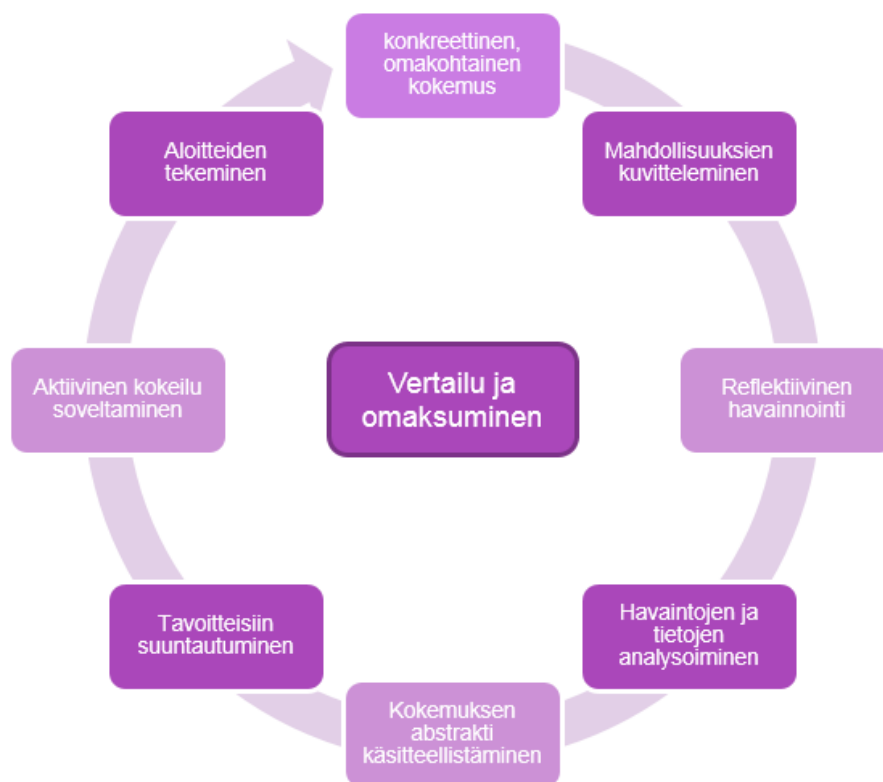 konkreettinen,
omakohtainen
kokemus
Mahdollisuuksien
kuvitteleminen
Reflektiivinen
havainnointi
Havaintojen ja
tietojen
analysoiminen
Kokemuksen
abstrakti
käsitteellistäminen
Tavoitteisiin
suuntautuminen
Aktiivinen kokeilu
soveltaminen
Aloitteiden
tekeminen
Vertailu ja
omaksuminen